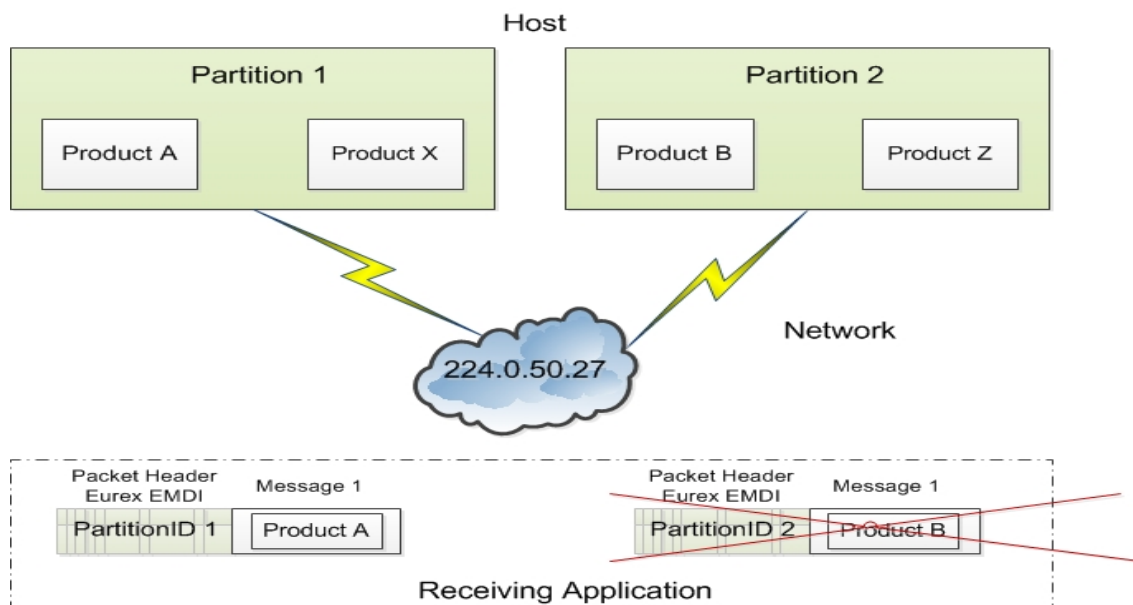 Host
Partition 1
Partition 2
Product A
Product X
Product B
Product Z
224.0.50.27
Network
Packet Header
Eurex EMDI
Message 1
PartitionID 1
Product A
Packet Header
Eurex EMDI
Message 1
PartitionID 2
Product B
Receiving Application